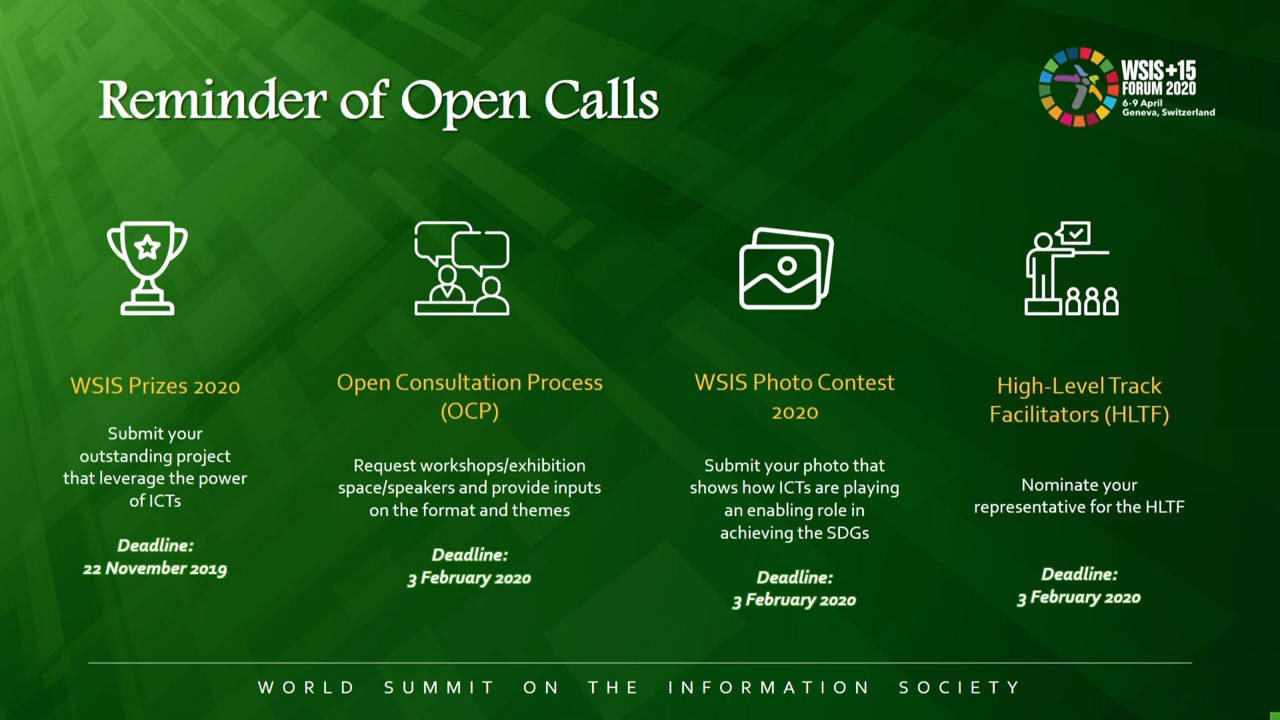 Reminder of Open Calls
WSIS+15
FORUM 2020
6-9 April
Geneva, Switzerland
WSIS Prizes 2020
Submit your
outstanding project
that leverage the power
of ICTs
Deadline:
22 November 2019
Open Consultation Process
(OCP)
Request workshops/exhibition
space/speakers and provide inputs
on the format and themes
Deadline:
3 February 2020
WSIS Photo Contest
2020
Submit your photo that
shows how ICTs are playing
an enabling role in
achieving the SDGs
Deadline:
3 February 2020
High-Level Track
Facilitators (HLTF)
Nominate your
representative for the HLTF
Deadline:
3 February 2020
WORLD SUMMIT ON THE INFORMATION SOCIETY